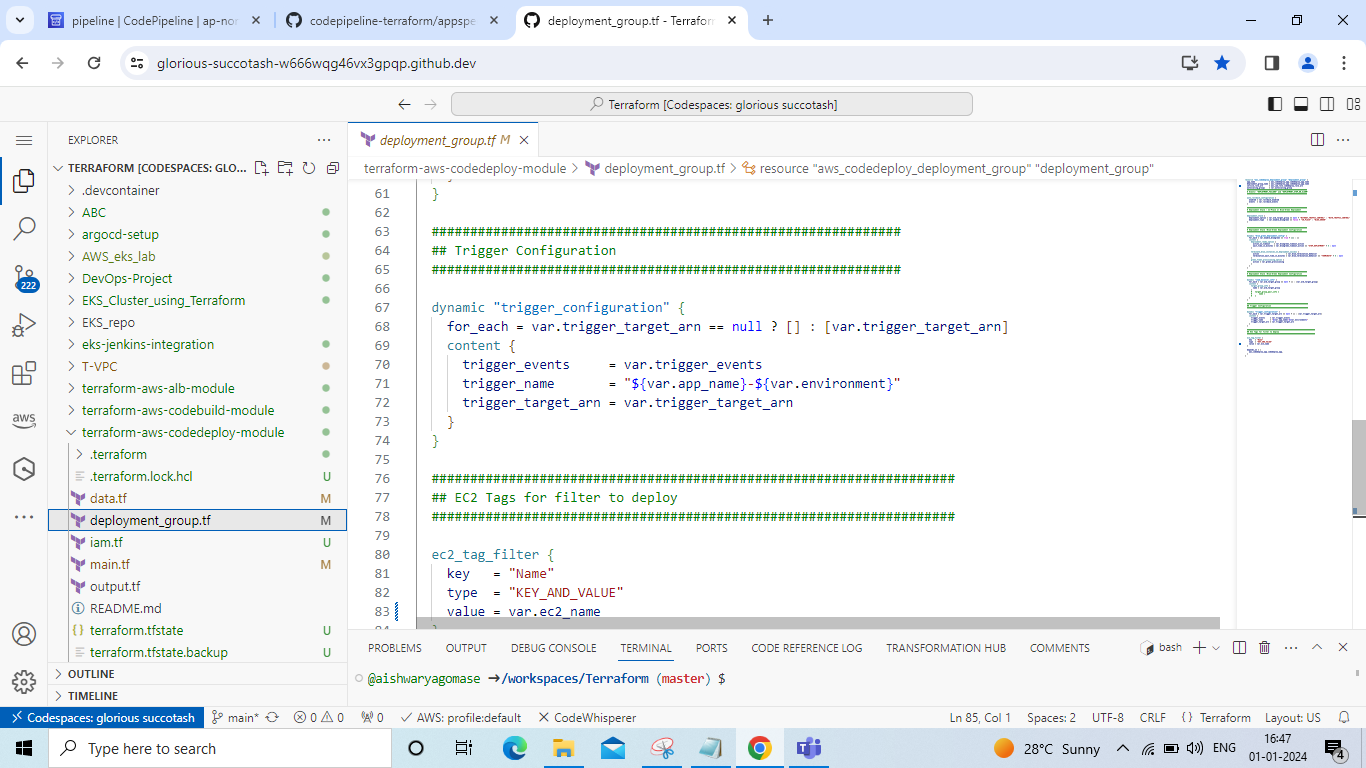 pipeline | CodePipeline | ap-nor
codepipeline-terraform/appspe
deployment_group.tf - Terrafor
glorious-succotash-w666wqg46vx3gpqp.github.dev
Terraform [Codespaces: glorious succotash]
EXPLORER
TERRAFORM [CODESPACES: GLO...
.devcontainer
ABC
argocd-setup
AWS_eks_lab
DevOps-Project
EKS_Cluster_using_Terraform
EKS_repo
eks-jenkins-integration
T-VPC
terraform-aws-alb-module
terraform-aws-codebuild-module
terraform-aws-codedeploy-module
.terraform
.terraform.lock.hcl U
data.tf M
deployment_group.tf M
iam.tf U
main.tf M
output.tf
README.md
terraform.tfstate U
terraform.tfstate.backup U
OUTLINE
TIMELINE
222
aws
deployment_group.tf M
terraform-aws-codedeploy-module > deployment_group.tf > resource "aws_codedeploy_deployment_group" "deployment_group"
61 }
62
63 #############################################################
64 ## Trigger Configuration
65 #############################################################
66
67 dynamic "trigger_configuration" {
68 for_each = var.trigger_target_arn == null ? [] : [var.trigger_target_arn]
69 content {
70 trigger_events = var.trigger_events
71 trigger_name = "${var.app_name}-${var.environment}"
72 trigger_target_arn = var.trigger_target_arn
73 }
74 }
75
76 ####################################################################
77 ## EC2 Tags for filter to deploy
78 ####################################################################
79
80 ec2_tag_filter {
81 key = "Name"
82 type = "KEY_AND_VALUE"
83 value = var.ec2_name
PROBLEMS OUTPUT DEBUG CONSOLE TERMINAL PORTS CODE REFERENCE LOG TRANSFORMATION HUB COMMENTS
bash
@aishwaryagomase ➜/workspaces/Terraform (master) $
Codespaces: glorious succotash main* 0 0 0 AWS: profile:default CodeWhisperer Ln 85, Col 1 Spaces: 2 UTF-8 CRLF {} Terraform Layout: US
Type here to search
28°C Sunny
ENG
16:47
01-01-2024
4